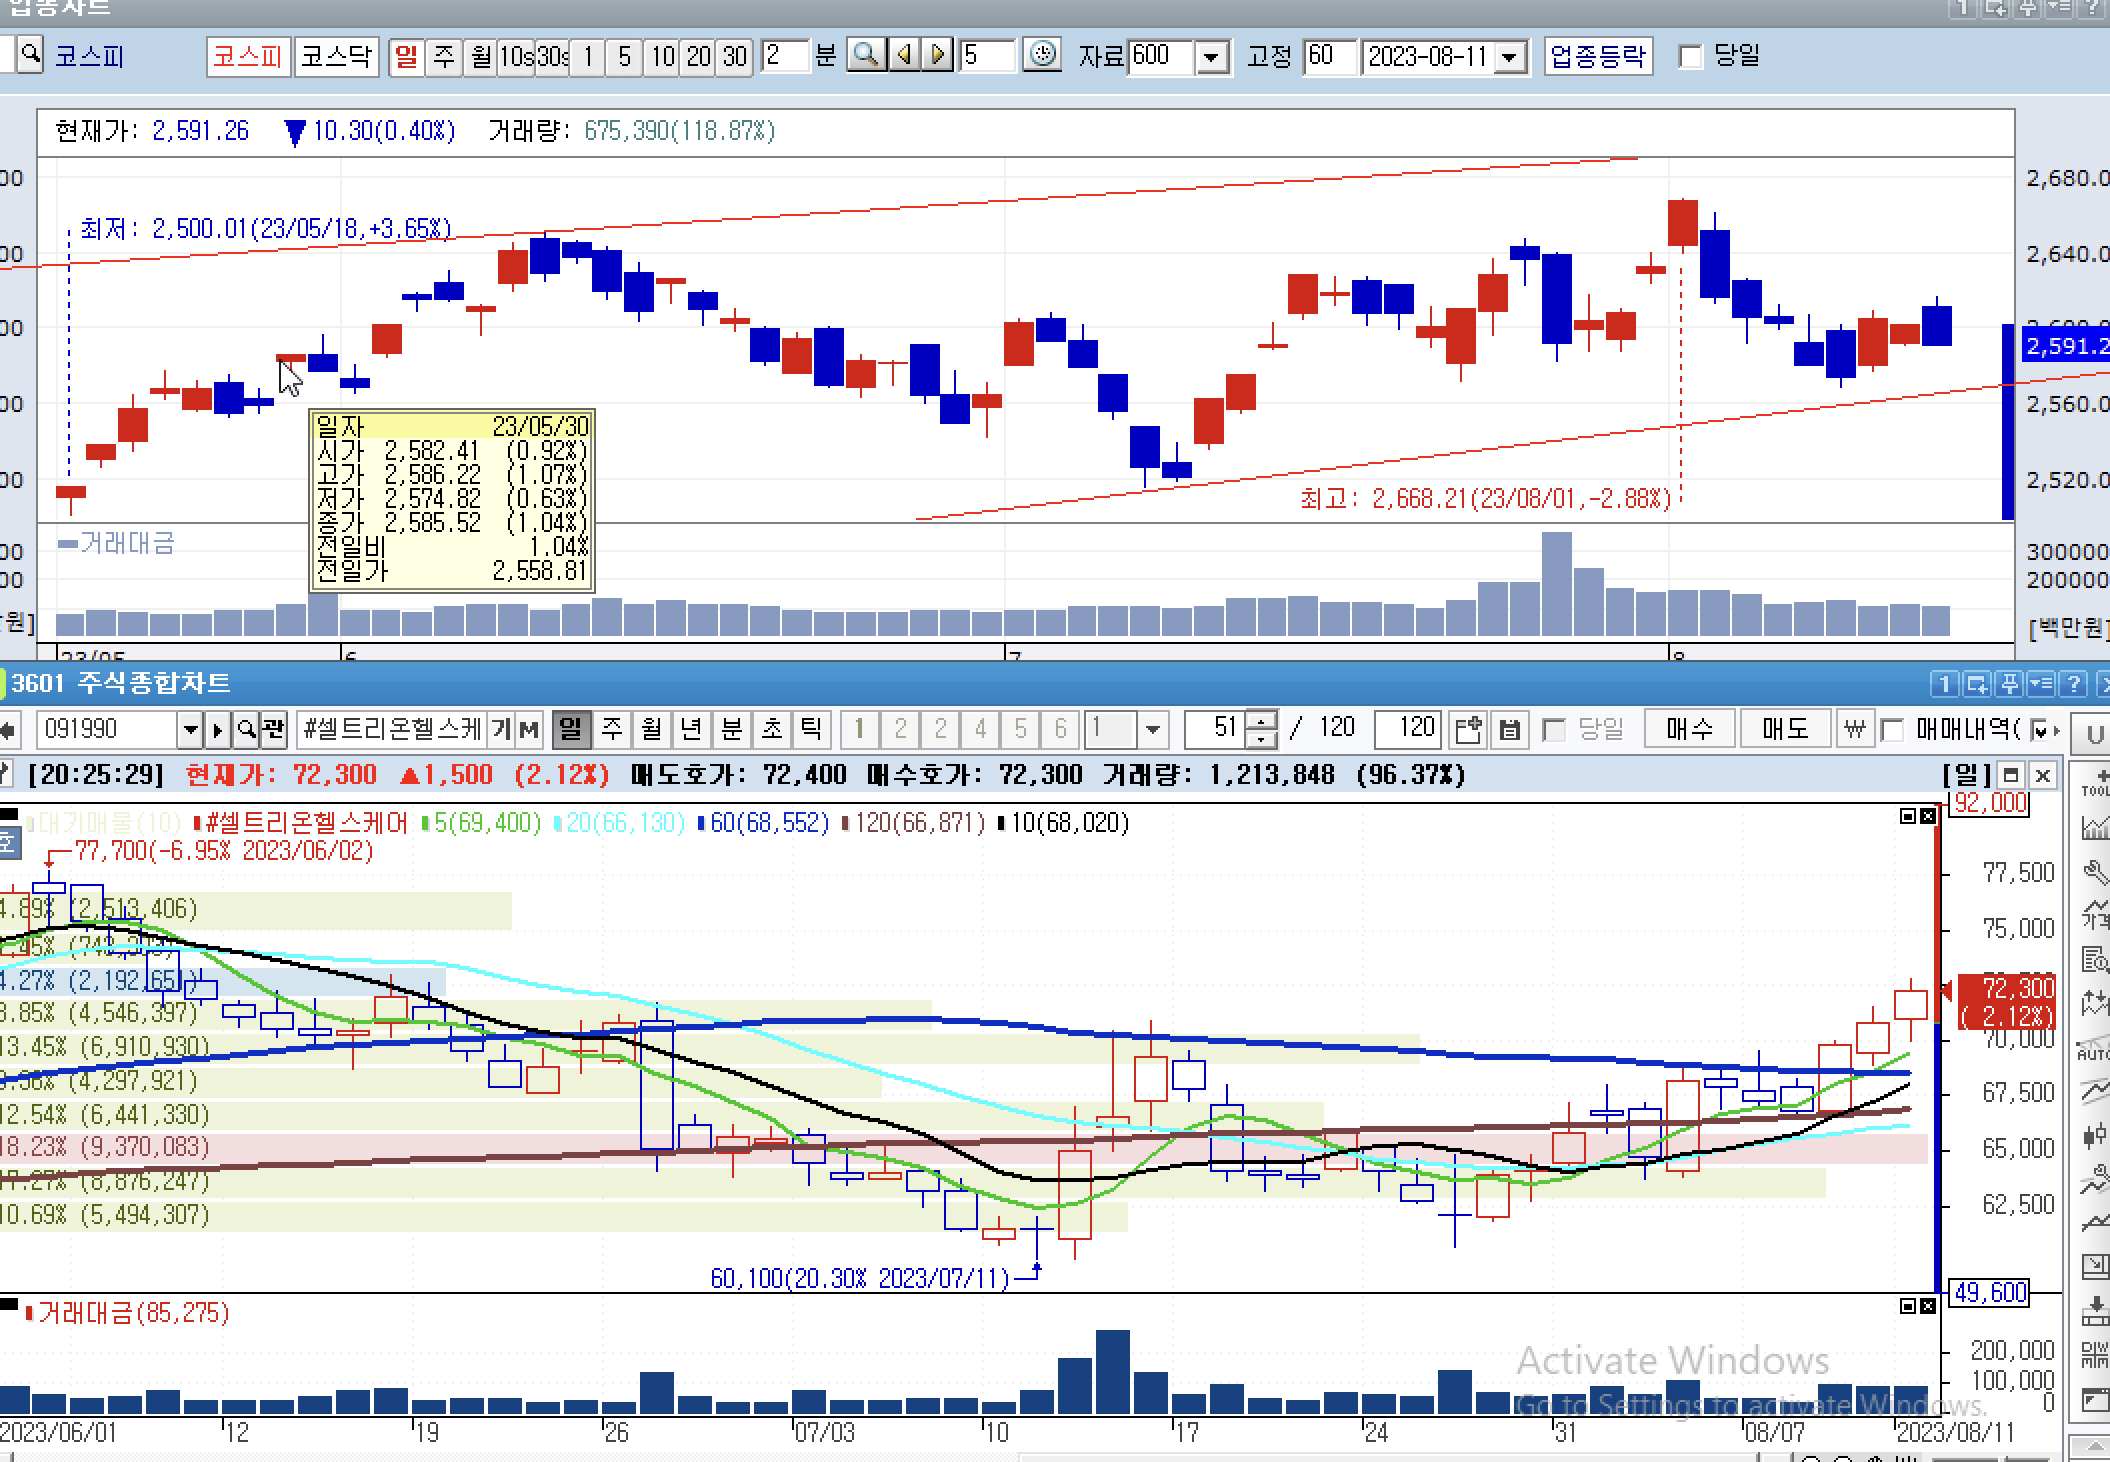 업종차트
코스피 코스피 코스닥 일 주 월 10s 30s 1 5 10 20 30 2 분 5 자료 600 고정 60 2023-08-11 업종등락 당일
현재가: 2,591.26 ▼10.30(0.40%) 거래량: 675,390(118.87%)
2,680.0
최저: 2,500.01(23/05/18,+3.65%)
2,640.0
2,591.2
2,560.0
2,520.0
최고: 2,668.21(23/08/01,-2.88%)
일자 23/05/30
시가 2,582.41 (0.92%)
고가 2,586.22 (1.07%)
저가 2,574.82 (0.63%)
종가 2,585.52 (1.04%)
전일비 1.04%
전일가 2,558.81
거래대금
300000
200000
[백만원]
23/05 6 7 8
3601 주식종합차트
091990 관 #셀트리온헬스케 기 M 일 주 월 년 분 초 틱 1 2 2 4 5 6 1 51 / 120 120 당일 매수 매도 ₩ 매매내역(
[20:25:29] 현재가: 72,300 ▲1,500 (2.12%) 매도호가: 72,400 매수호가: 72,300 거래량: 1,213,848 (96.37%) [일]
대기매물(10) #셀트리온헬스케어 5(69,400) 20(66,130) 60(68,552) 120(66,871) 10(68,020)
92,000
77,700(-6.95% 2023/06/02)
77,500
4.89% (2,513,406)
75,000
4.27% (2,192,651)
72,300
( 2.12%)
8.85% (4,546,397)
70,000
13.45% (6,910,930)
(4,297,921)
67,500
12.54% (6,441,330)
18.23% (9,370,083)
65,000
17.27% (8,876,247)
62,500
10.69% (5,494,307)
60,100(20.30% 2023/07/11)
49,600
거래대금(85,275)
200,000
100,000
0
Activate Windows
Go to Settings to activate Windows.
2023/06/01 12 19 26 07/03 10 17 24 31 08/07 2023/08/11
TOOL
가격
AUTO